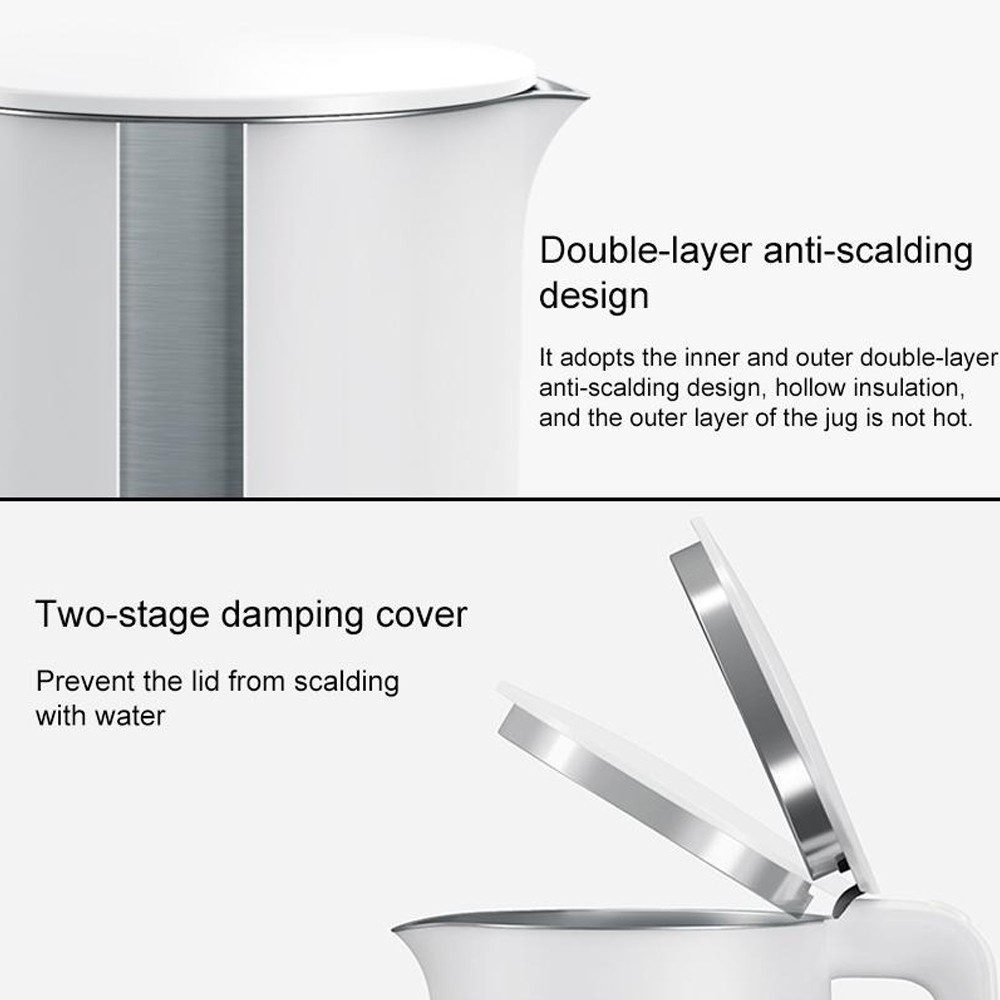 Double-layer anti-scalding
design
It adopts the inner and outer double-layer
anti-scalding design, hollow insulation,
and the outer layer of the jug is not hot.
Two-stage damping cover
Prevent the lid from scalding
with water